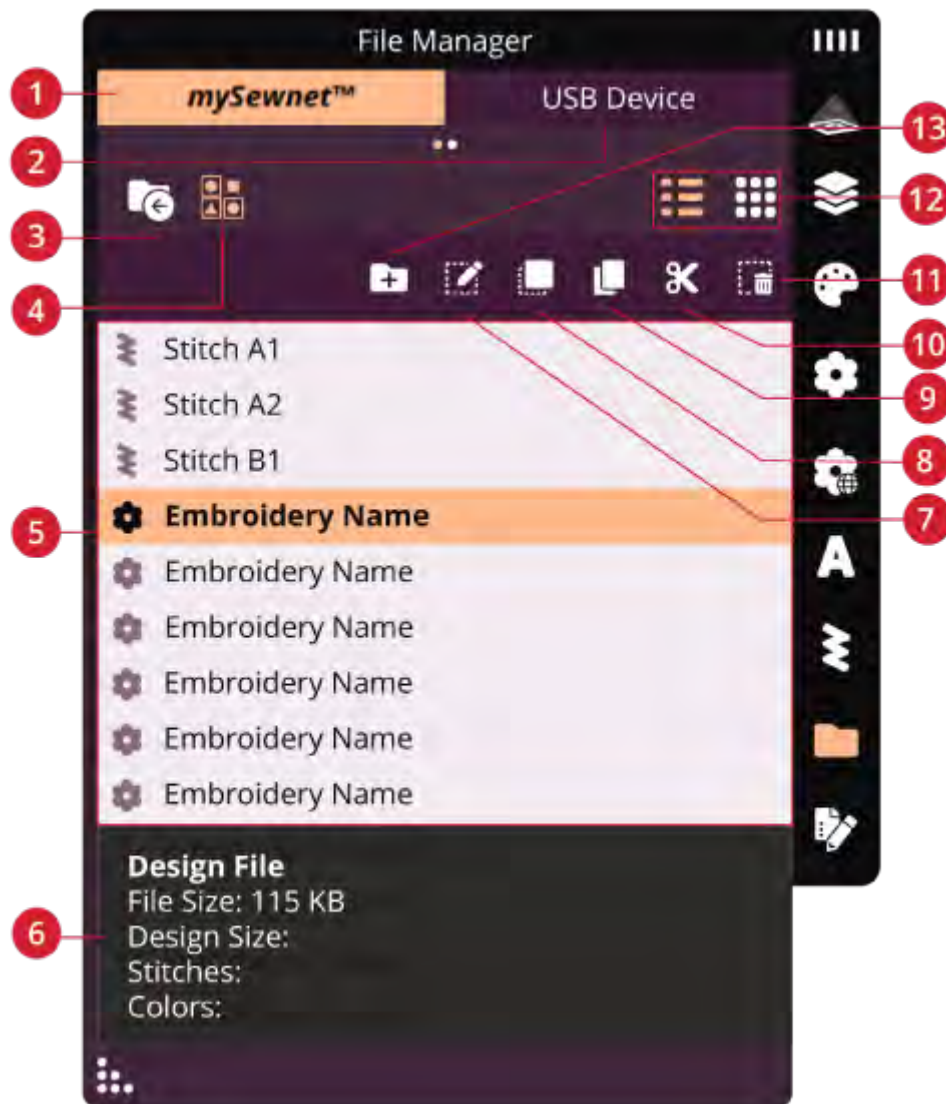 File Manager
mySewnet™
USB Device
Stitch A1
Stitch A2
Stitch B1
Embroidery Name
Embroidery Name
Embroidery Name
Embroidery Name
Embroidery Name
Embroidery Name
Design File
File Size: 115 KB
Design Size:
Stitches:
Colors:
A
1
2
3
4
5
6
7
8
9
10
11
12
13